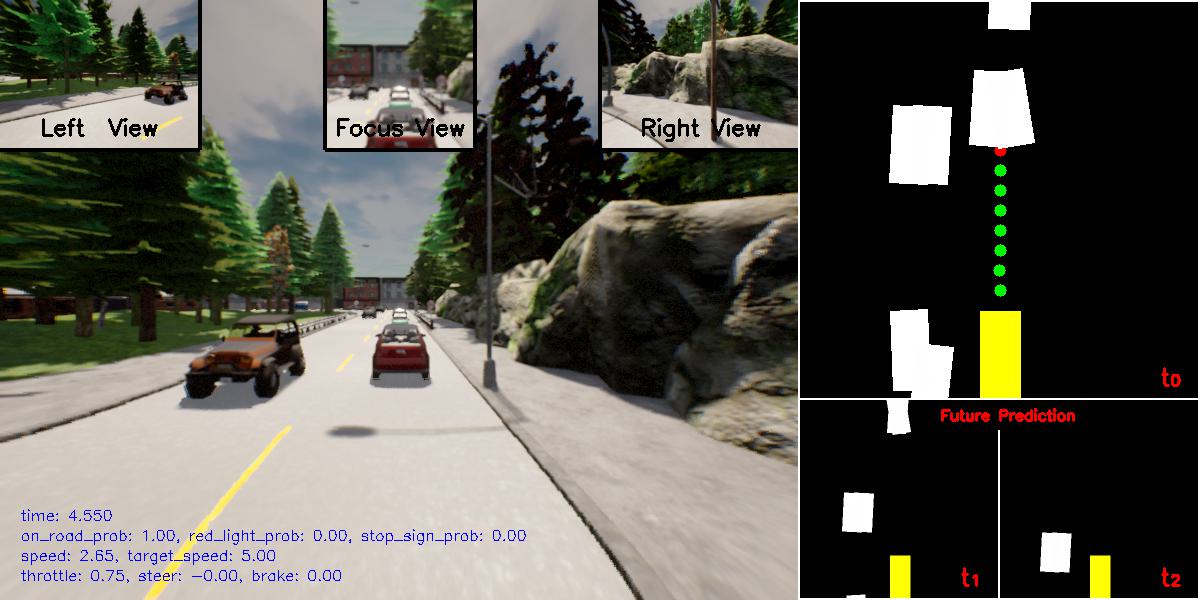 Left View
Focus View
Right View
time: 4.550
on_road_prob: 1.00, red_light_prob: 0.00, stop_sign_prob: 0.00
speed: 2.65, target_speed: 5.00
throttle: 0.75, steer: −0.00, brake: 0.00
t0
Future Prediction
t1
t2